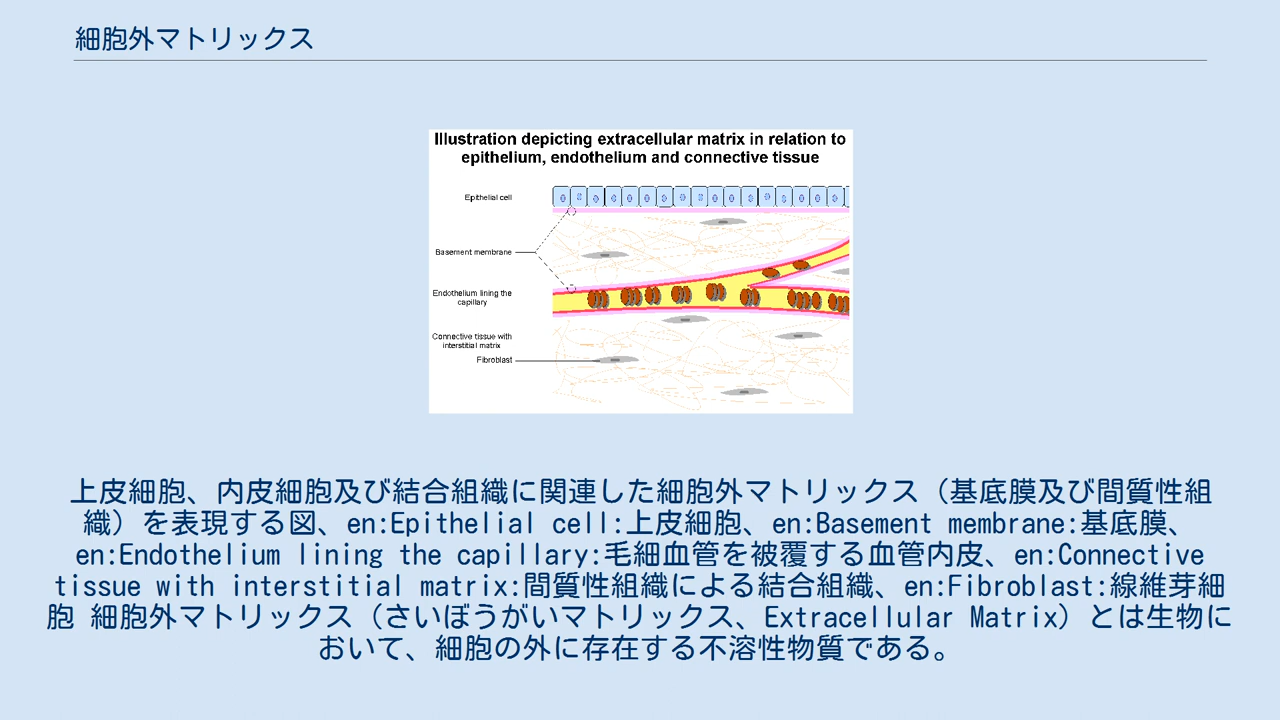 細胞外マトリックス
Illustration depicting extracellular matrix in relation to
epithelium, endothelium and connective tissue
Epithelial cell
Basement membrane
Endothelium lining the
capillary
Connective tissue with
interstitial matrix
Fibroblast
上皮細胞、内皮細胞及び結合組織に関連した細胞外マトリックス（基底膜及び間質性組
織）を表現する図、en:Epithelial cell:上皮細胞、en:Basement membrane:基底膜、
en:Endothelium lining the capillary:毛細血管を被覆する血管内皮、en:Connective
tissue with interstitial matrix:間質性組織による結合組織、en:Fibroblast:線維芽細
胞 細胞外マトリックス（さいぼうがいマトリックス、Extracellular Matrix）とは生物に
おいて、細胞の外に存在する不溶性物質である。